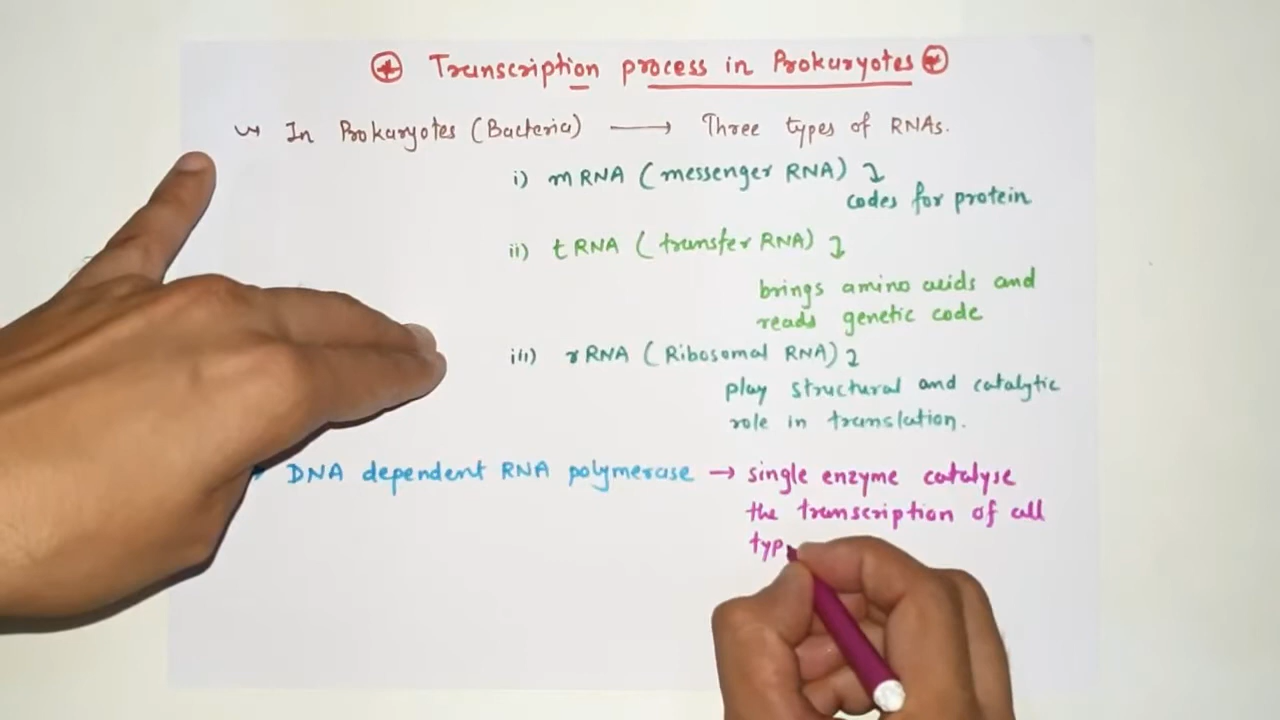 ⊛ Transcription process in Prokaryotes ⊛
↪ In Prokaryotes (Bacteria) ⟶ Three types of RNAs.
i) mRNA (messenger RNA) ↴
codes for protein
ii) tRNA (transfer RNA) ↴
brings amino acids and
reads genetic code
iii) rRNA (Ribosomal RNA) ↴
play structural and catalytic
role in translation.
DNA dependent RNA polymerase → single enzyme catalyse
the transcription of all
typ